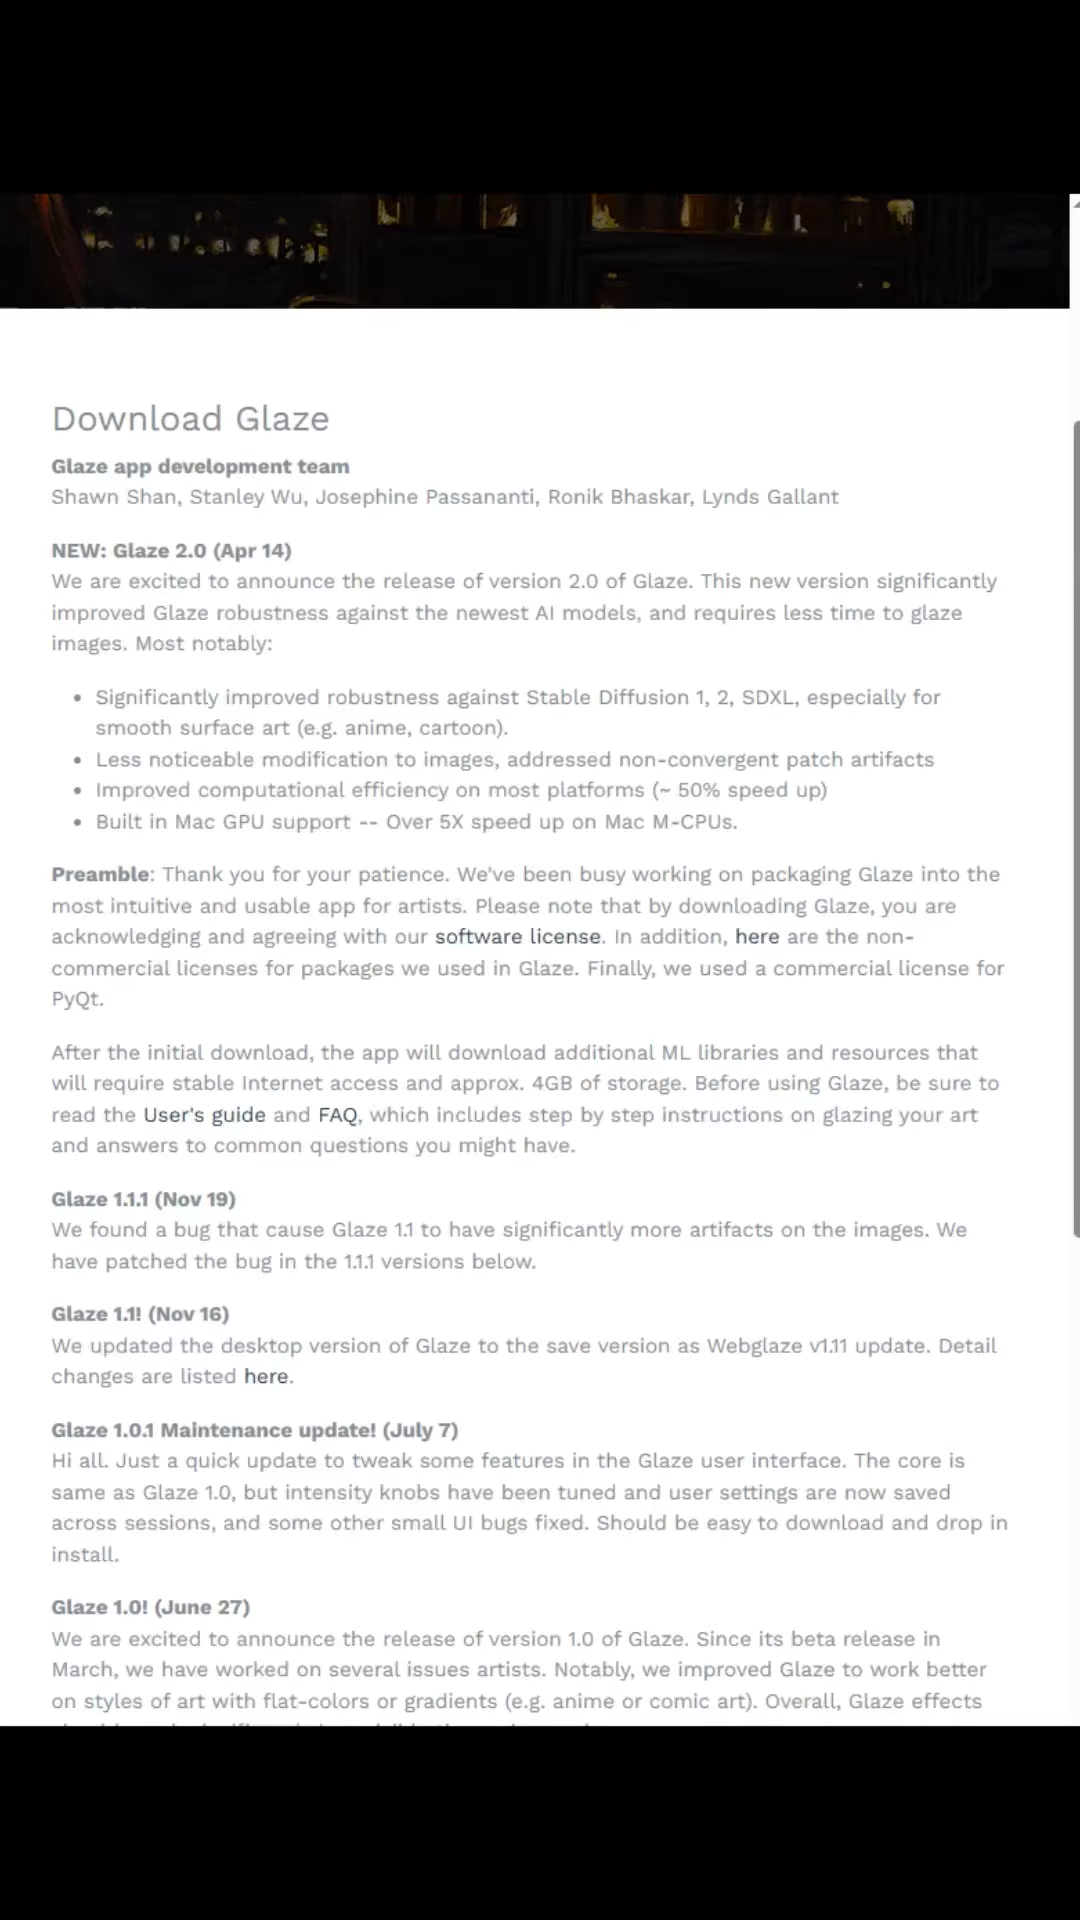 Download Glaze
Glaze app development team
Shawn Shan, Stanley Wu, Josephine Passananti, Ronik Bhaskar, Lynds Gallant
NEW: Glaze 2.0 (Apr 14)
We are excited to announce the release of version 2.0 of Glaze. This new version significantly
improved Glaze robustness against the newest AI models, and requires less time to glaze
images. Most notably:
• Significantly improved robustness against Stable Diffusion 1, 2, SDXL, especially for
smooth surface art (e.g. anime, cartoon).
• Less noticeable modification to images, addressed non-convergent patch artifacts
• Improved computational efficiency on most platforms (~ 50% speed up)
• Built in Mac GPU support -- Over 5X speed up on Mac M-CPUs.
Preamble: Thank you for your patience. We've been busy working on packaging Glaze into the
most intuitive and usable app for artists. Please note that by downloading Glaze, you are
acknowledging and agreeing with our software license. In addition, here are the non-
commercial licenses for packages we used in Glaze. Finally, we used a commercial license for
PyQt.
After the initial download, the app will download additional ML libraries and resources that
will require stable Internet access and approx. 4GB of storage. Before using Glaze, be sure to
read the User's guide and FAQ, which includes step by step instructions on glazing your art
and answers to common questions you might have.
Glaze 1.1.1 (Nov 19)
We found a bug that cause Glaze 1.1 to have significantly more artifacts on the images. We
have patched the bug in the 1.1.1 versions below.
Glaze 1.1! (Nov 16)
We updated the desktop version of Glaze to the save version as Webglaze v1.11 update. Detail
changes are listed here.
Glaze 1.0.1 Maintenance update! (July 7)
Hi all. Just a quick update to tweak some features in the Glaze user interface. The core is
same as Glaze 1.0, but intensity knobs have been tuned and user settings are now saved
across sessions, and some other small UI bugs fixed. Should be easy to download and drop in
install.
Glaze 1.0! (June 27)
We are excited to announce the release of version 1.0 of Glaze. Since its beta release in
March, we have worked on several issues artists. Notably, we improved Glaze to work better
on styles of art with flat-colors or gradients (e.g. anime or comic art). Overall, Glaze effects